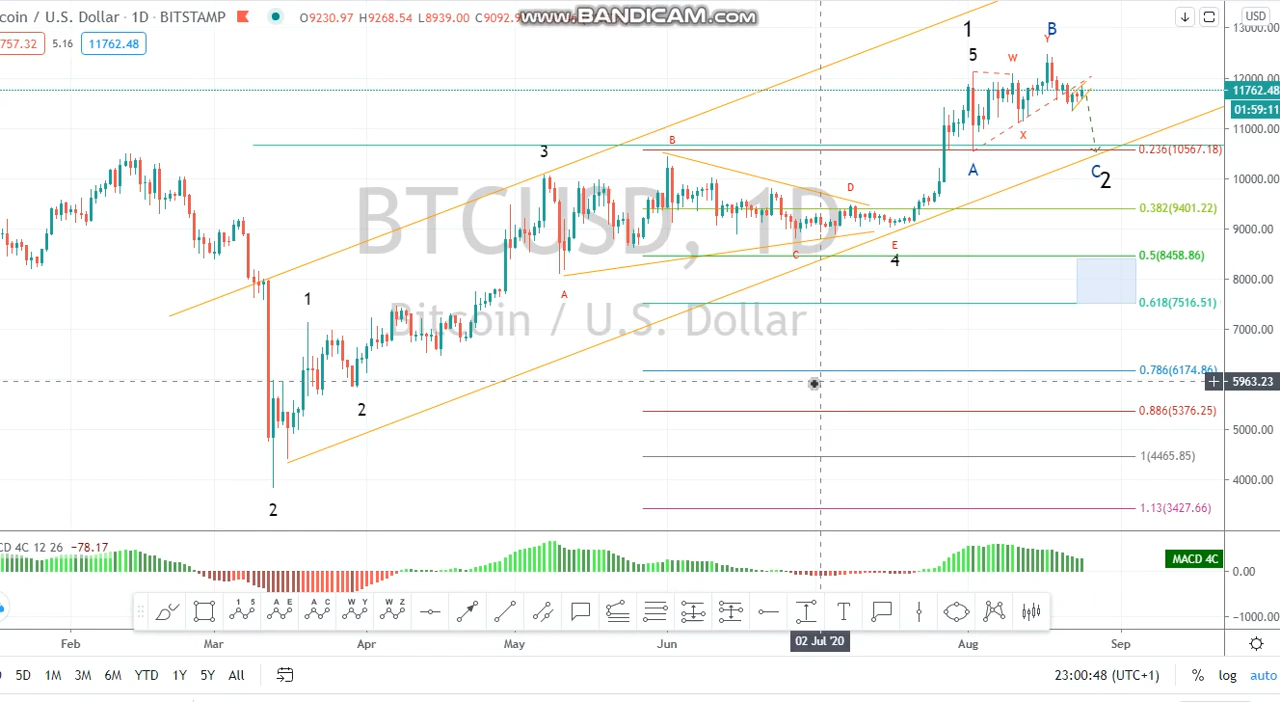 coin / U.S. Dollar · 1D · BITSTAMP O9230.97 H9268.54 L8939.00 C9092.9
www.BANDICAM.com
USD
757.32 5.16 11762.48
13000.00
12000.00
11762.48
01:59:11
11000.00
10000.00
9000.00
8000.00
7000.00
5963.23
5000.00
4000.00
BTCUSD, 1D
Bitcoin / U.S. Dollar
1
5
W
Y
B
X
A
C
2
3
B
D
C
E
4
A
1
2
2
0.236(10567.18)
0.382(9401.22)
0.5(8458.86)
0.618(7516.51)
0.786(6174.86)
0.886(5376.25)
1(4465.85)
1.13(3427.66)
CD 4C 12 26 −78.17
MACD 4C
0.00
−1000.00
1 5
A E
A C
W Y
W Z
T
Feb Mar Apr May Jun 02 Jul '20 Aug Sep
5D 1M 3M 6M YTD 1Y 5Y All
23:00:48 (UTC+1) % log auto